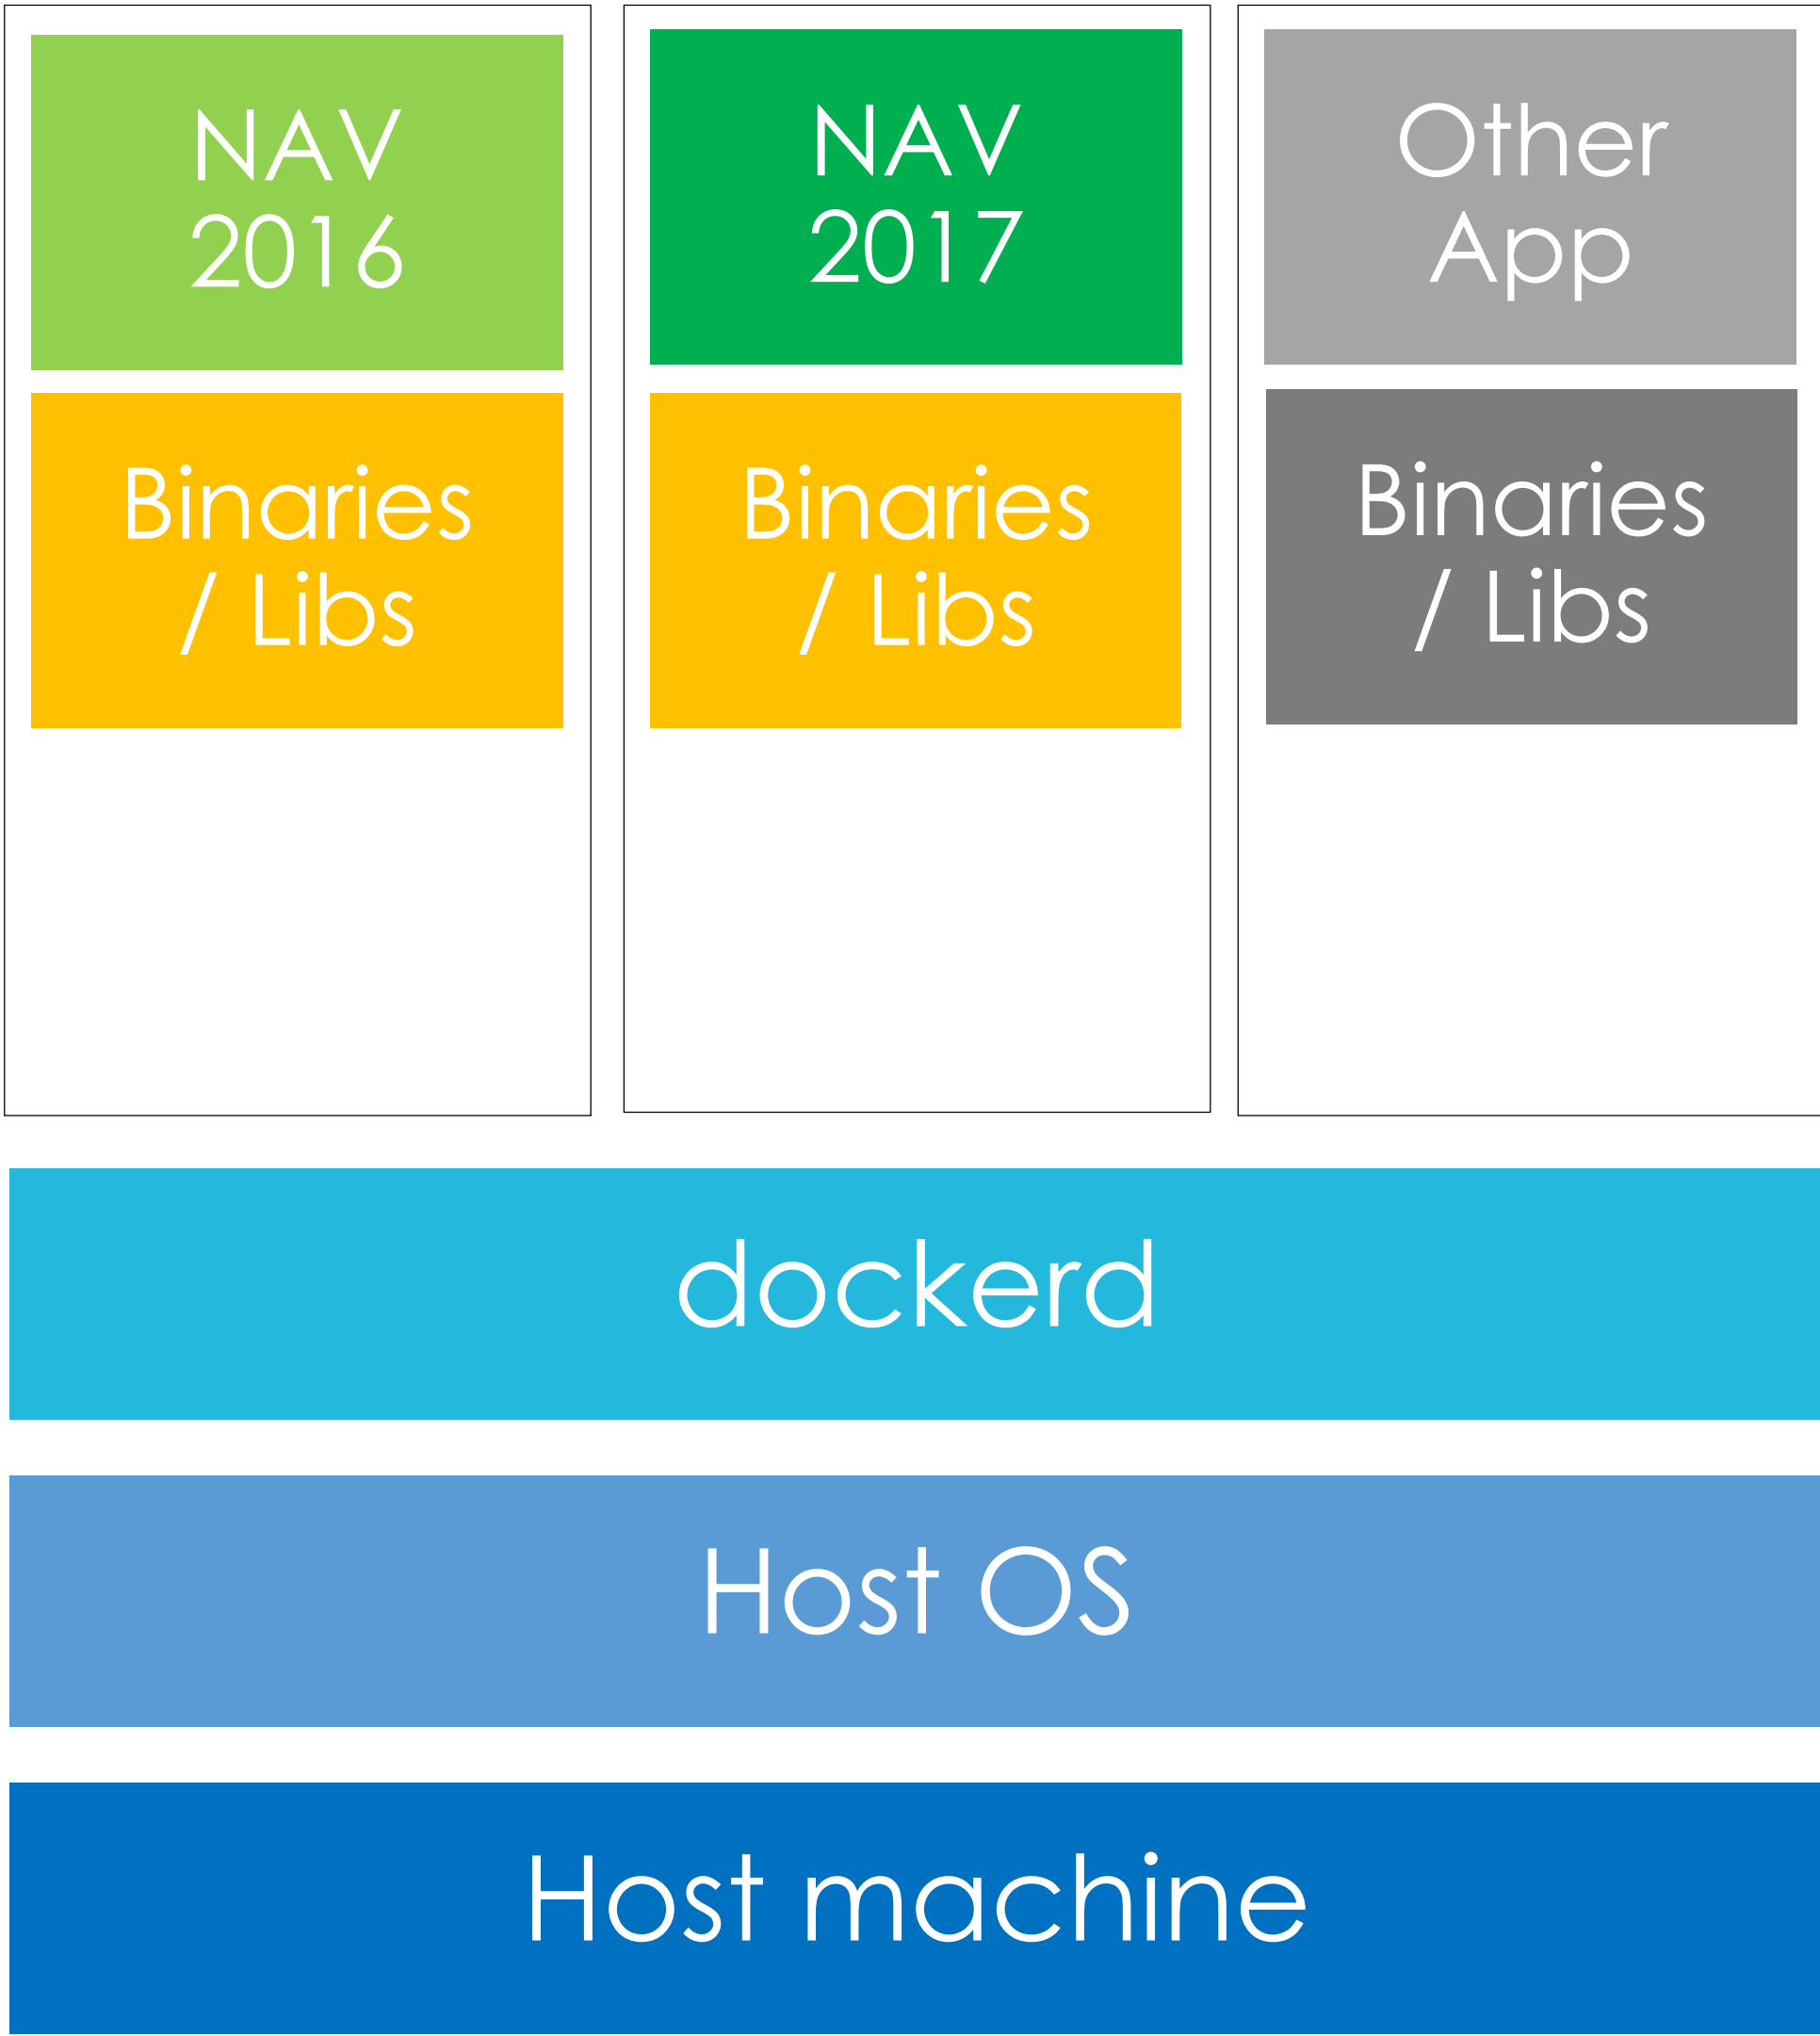 NAV
2016
NAV
2017
Other
App
Binaries
/ Libs
Binaries
/ Libs
Binaries
/ Libs
dockerd
Host OS
Host machine